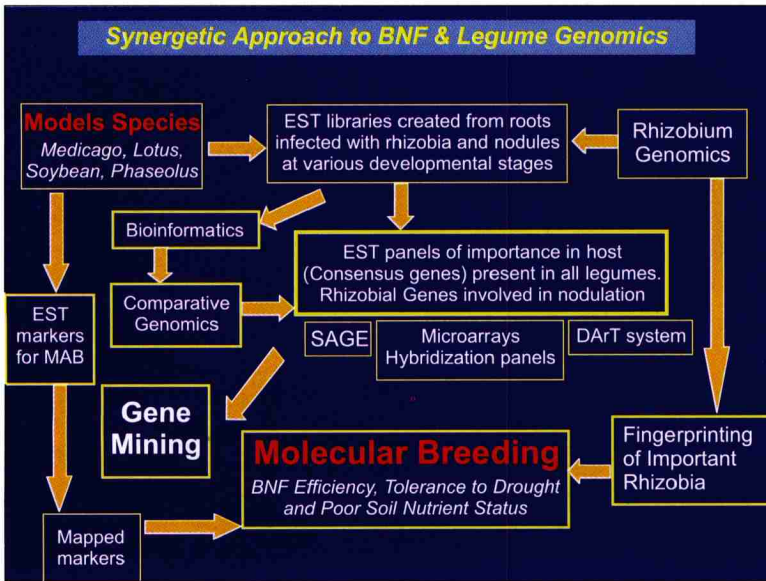 Synergetic Approach to BNF & Legume Genomics
Models Species
Medicago, Lotus,
Soybean, Phaseolus
EST libraries created from roots
infected with rhizobia and nodules
at various developmental stages
Rhizobium
Genomics
Bioinformatics
EST panels of importance in host
(Consensus genes) present in all legumes.
Rhizobial Genes involved in nodulation
Comparative
Genomics
EST
markers
for MAB
SAGE
Microarrays
Hybridization panels
DArT system
Gene
Mining
Molecular Breeding
BNF Efficiency, Tolerance to Drought
and Poor Soil Nutrient Status
Fingerprinting
of Important
Rhizobia
Mapped
markers